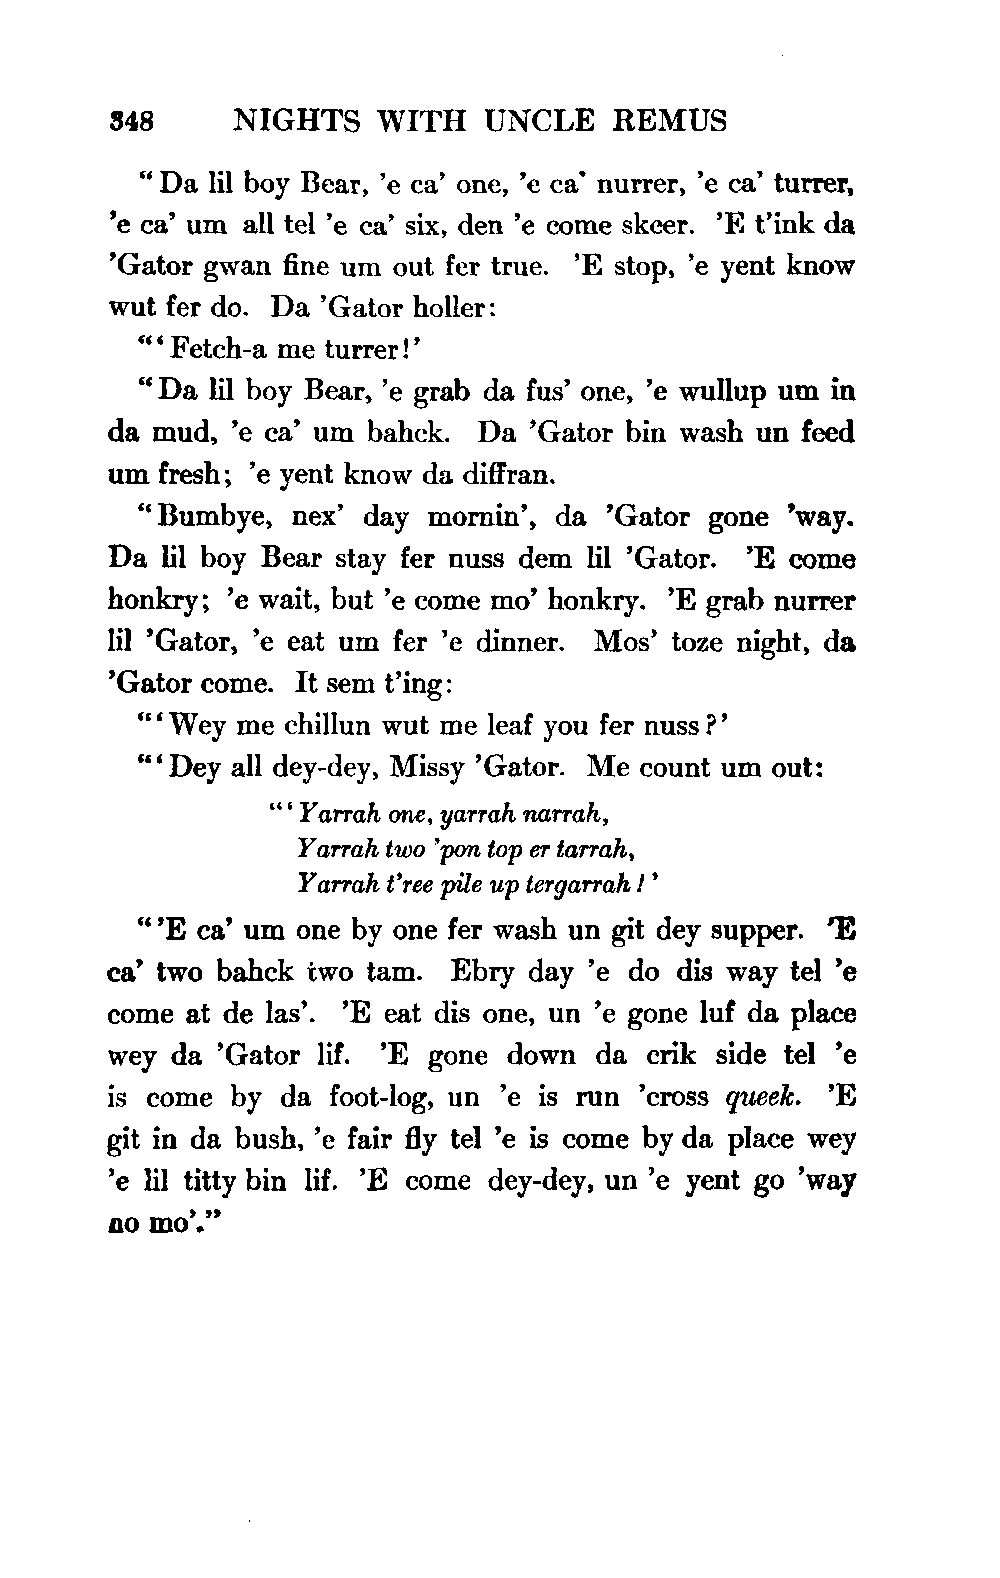 348 NIGHTS WITH UNCLE REMUS
“Da lil boy Bear, ’e ca’ one, ’e ca’ nurrer, ’e ca’ turrer,
’e ca’ um all tel ’e ca’ six, den ’e come skeer. ’E t’ink da
’Gator gwan fine um out fer true. ’E stop, ’e yent know
wut fer do. Da ’Gator holler:
“‘Fetch-a me turrer!’
“Da lil boy Bear, ’e grab da fus’ one, ’e wullup um in
da mud, ’e ca’ um bahck. Da ’Gator bin wash un feed
um fresh; ’e yent know da diffran.
“Bumbye, nex’ day mornin’, da ’Gator gone ’way.
Da lil boy Bear stay fer nuss dem lil ’Gator. ’E come
honkry; ’e wait, but ’e come mo’ honkry. ’E grab nurrer
lil ’Gator, ’e eat um fer ’e dinner. Mos’ toze night, da
’Gator come. It sem t’ing:
“‘Wey me chillun wut me leaf you fer nuss?’
“‘Dey all dey-dey, Missy ’Gator. Me count um out:
“‘Yarrah one, yarrah narrah,
Yarrah two ’pon top er tarrah,
Yarrah t’ree pile up tergarrah!’
“’E ca’ um one by one fer wash un git dey supper. ’E
ca’ two bahck two tam. Ebry day ’e do dis way tel ’e
come at de las’. ’E eat dis one, un ’e gone luf da place
wey da ’Gator lif. ’E gone down da crik side tel ’e
is come by da foot-log, un ’e is run ’cross queek. ’E
git in da bush, ’e fair fly tel ’e is come by da place wey
’e lil titty bin lif. ’E come dey-dey, un ’e yent go ’way
no mo’.”